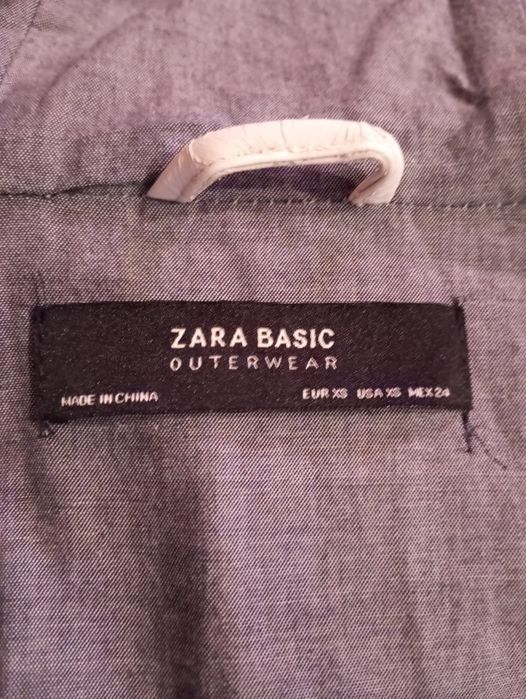 ZARA BASIC
OUTERWEAR
MADE IN CHINA
EUR XS USA XS MEX 24